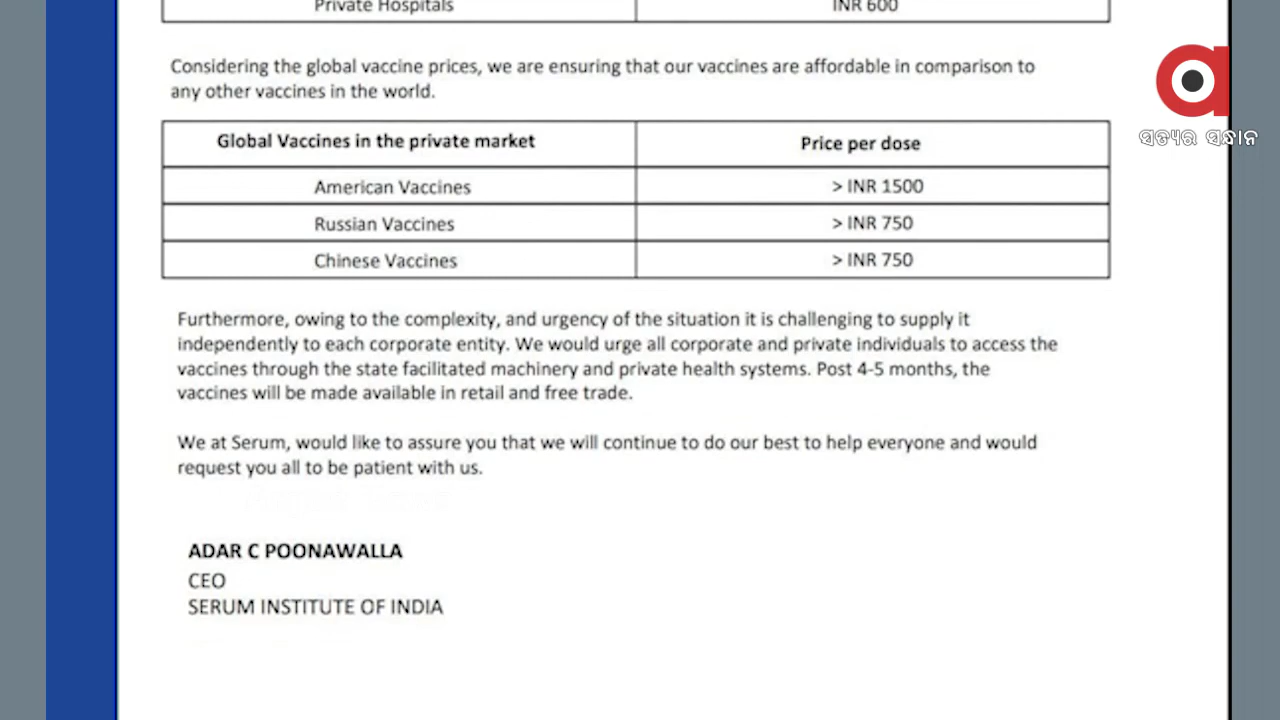 Private Hospitals INR 600
Considering the global vaccine prices, we are ensuring that our vaccines are affordable in comparison to
any other vaccines in the world.
Global Vaccines in the private market Price per dose
American Vaccines > INR 1500
Russian Vaccines > INR 750
Chinese Vaccines > INR 750
Furthermore, owing to the complexity, and urgency of the situation it is challenging to supply it
independently to each corporate entity. We would urge all corporate and private individuals to access the
vaccines through the state facilitated machinery and private health systems. Post 4-5 months, the
vaccines will be made available in retail and free trade.
We at Serum, would like to assure you that we will continue to do our best to help everyone and would
request you all to be patient with us.
ADAR C POONAWALLA
CEO
SERUM INSTITUTE OF INDIA
a
ସତ୍ୟର ସନ୍ଧାନ